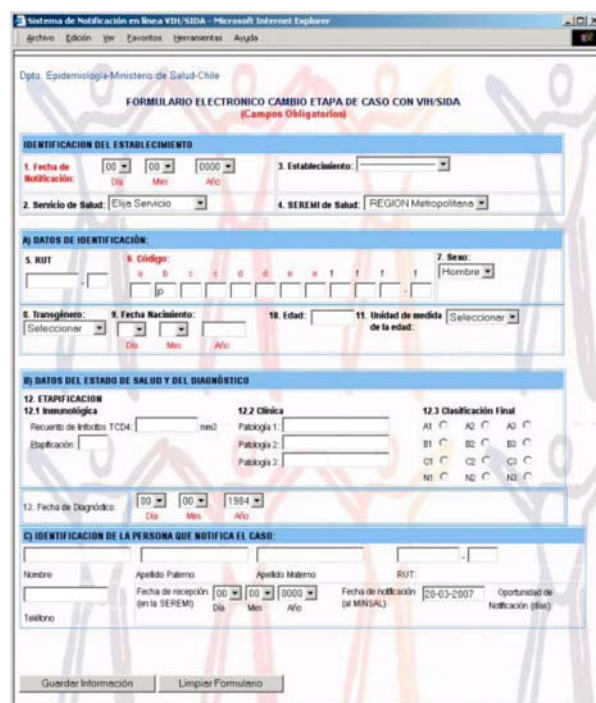 Sistema de Notificación en línea VIH/SIDA - Microsoft Internet Explorer
Archivo Edición Ver Favoritos Herramientas Ayuda
Dpto. Epidemiología-Ministerio de Salud-Chile
FORMULARIO ELECTRONICO CAMBIO ETAPA DE CASO CON VIH/SIDA
(Campos Obligatorios)
IDENTIFICACION DEL ESTABLECIMIENTO
1. Fecha de Notificación: 00 00 0000 3. Establecimiento:
Día Mes Año
2. Servicio de Salud: Elija Servicio 4. SEREMI de Salud: REGION Metropolitana
A) DATOS DE IDENTIFICACIÓN:
5. RUT 6. Código: 7. Sexo:
a b c c d d e e f f f f
- p - Hombre
8. Transgénero: 9. Fecha Nacimiento: 10. Edad: 11. Unidad de medida de la edad: Seleccionar
Seleccionar
Día Mes Año
B) DATOS DEL ESTADO DE SALUD Y DEL DIAGNÓSTICO
12. ETAPIFICACION
12.1 Inmunológica 12.2 Clínica 12.3 Clasificación Final
Recuento de linfocitos TCD4: mm3 Patología 1: A1 A2 A3
Etapificación: Patología 2: B1 B2 B3
Patología 3: C1 C2 C3
N1 N2 N3
13. Fecha de Diagnóstico: 00 00 1984
Día Mes Año
C) IDENTIFICACION DE LA PERSONA QUE NOTIFICA EL CASO:
-
Nombre Apellido Paterno Apellido Materno RUT:
Fecha de recepción (en la SEREMI) 00 00 0000 Fecha de notificación (al MINSAL) 28-03-2007 Oportunidad de Notificación (días):
Día Mes Año
Teléfono
Guardar Información Limpiar Formulario